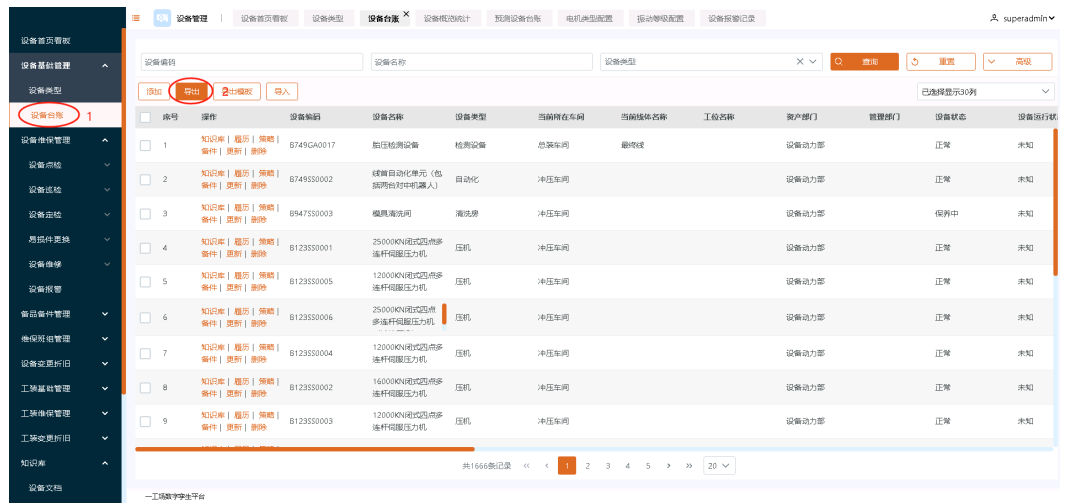 设备管理 设备首页看板 设备类型 设备台账 × 设备概览统计 预测设备台账 电机类型配置 振动等级配置 设备报警记录 superadmin
设备首页看板
设备基础管理
设备类型
设备台账 1
设备维保管理
设备点检
设备巡检
设备定检
易损件更换
设备维修
设备报警
备品备件管理
维保班组管理
设备变更折旧
工装基础管理
工装维保管理
工装变更折旧
知识库
设备文档
设备编码 设备名称 设备类型 查询 重置 高级
添加 导出 2 出模板 导入 已选择显示30列
序号 操作 设备编码 设备名称 设备类型 当前所在车间 当前线体名称 工位名称 资产部门 管理部门 设备状态 设备运行状
1 知识库 | 履历 | 策略 | B749GA0017 胎压检测设备 检测设备 总装车间 最终线 设备动力部 正常 未知
备件 | 更新 | 删除
2 知识库 | 履历 | 策略 | B749SS0002 线首自动化单元（包 自动化 冲压车间 设备动力部 正常 未知
备件 | 更新 | 删除 括两台对中机器人）
3 知识库 | 履历 | 策略 | B947SS0003 模具清洗间 清洗房 冲压车间 设备动力部 保养中 未知
备件 | 更新 | 删除
4 知识库 | 履历 | 策略 | B123SS0001 25000KN闭式四点多 压机 冲压车间 设备动力部 正常 未知
备件 | 更新 | 删除 连杆伺服压力机
5 知识库 | 履历 | 策略 | B123SS0005 12000KN闭式四点多 压机 冲压车间 设备动力部 正常 未知
备件 | 更新 | 删除 连杆伺服压力机
6 知识库 | 履历 | 策略 | B123SS0006 25000KN闭式四点 压机 冲压车间 设备动力部 正常 未知
备件 | 更新 | 删除 多连杆伺服压力机
7 知识库 | 履历 | 策略 | B123SS0004 12000KN闭式四点多 压机 冲压车间 设备动力部 正常 未知
备件 | 更新 | 删除 连杆伺服压力机
8 知识库 | 履历 | 策略 | B123SS0002 16000KN闭式四点多 压机 冲压车间 设备动力部 正常 未知
备件 | 更新 | 删除 连杆伺服压力机
9 知识库 | 履历 | 策略 | B123SS0003 12000KN闭式四点多 压机 冲压车间 设备动力部 正常 未知
备件 | 更新 | 删除 连杆伺服压力机
共1666条记录 « ‹ 1 2 3 4 5 › » 20
一工场数字孪生平台